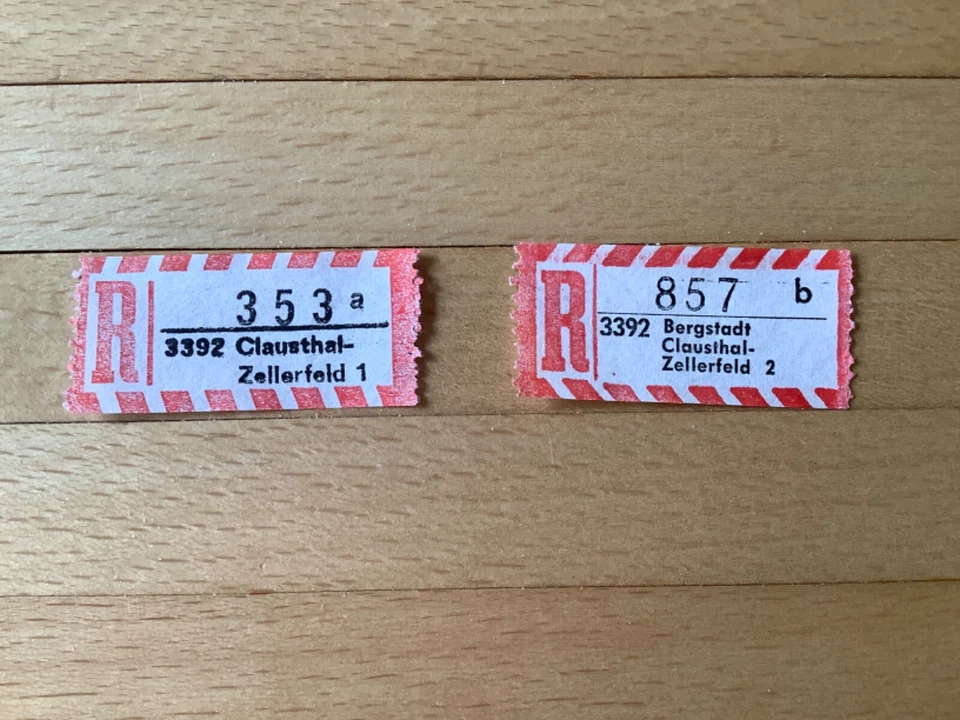 R
353 a
3392 Clausthal-
Zellerfeld 1
R
857 b
3392 Bergstadt
Clausthal-
Zellerfeld 2